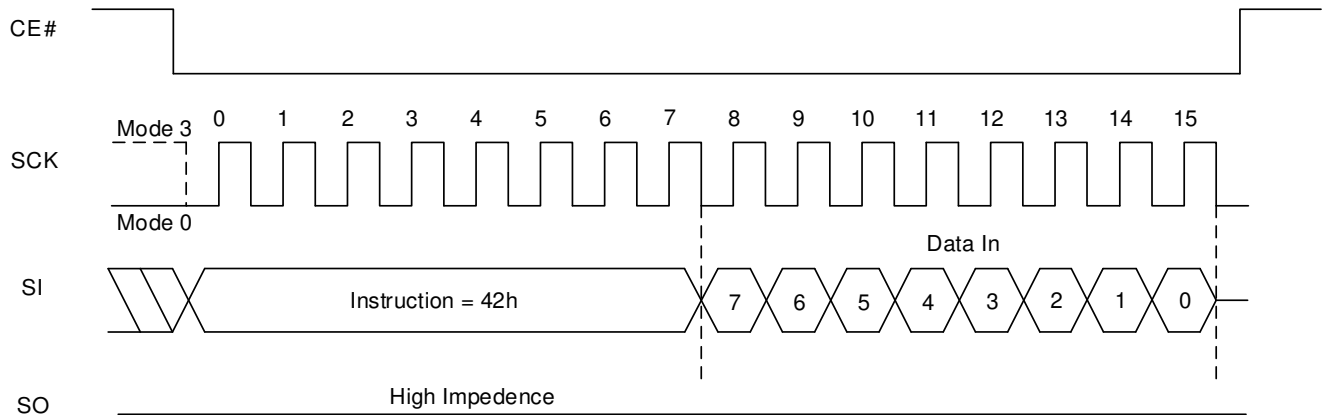 CE#
Mode 3
0 1 2 3 4 5 6 7 8 9 10 11 12 13 14 15
SCK
Mode 0
Data In
SI
Instruction = 42h
7 6 5 4 3 2 1 0
High Impedence
SO